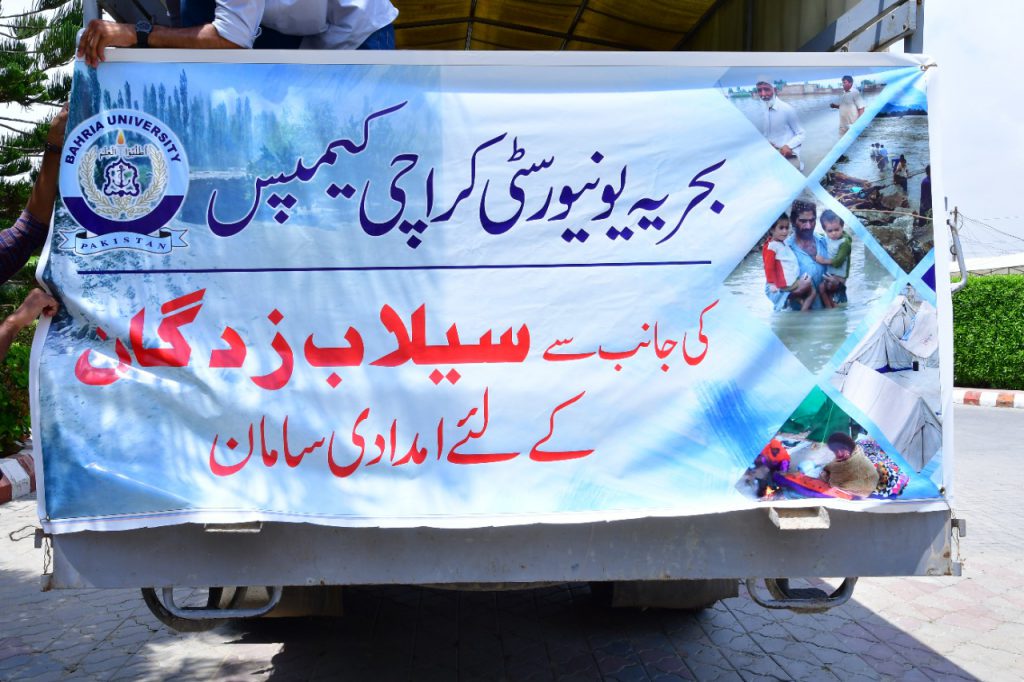 BAHRIA UNIVERSITY
PAKISTAN
بحریہ یونیورسٹی کراچی کیمپس
کی جانب سے سیلاب زدگان
کے لئے امدادی سامان